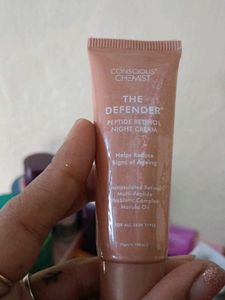 CONSCIOUS
CHEMIST
THE
DEFENDER
PEPTIDE RETINOL
NIGHT CREAM
Helps Reduce
Signs of Ageing
Encapsulated Retinol
Multi-Peptide
Probiotic Complex
Marula Oil
FOR ALL SKIN TYPES